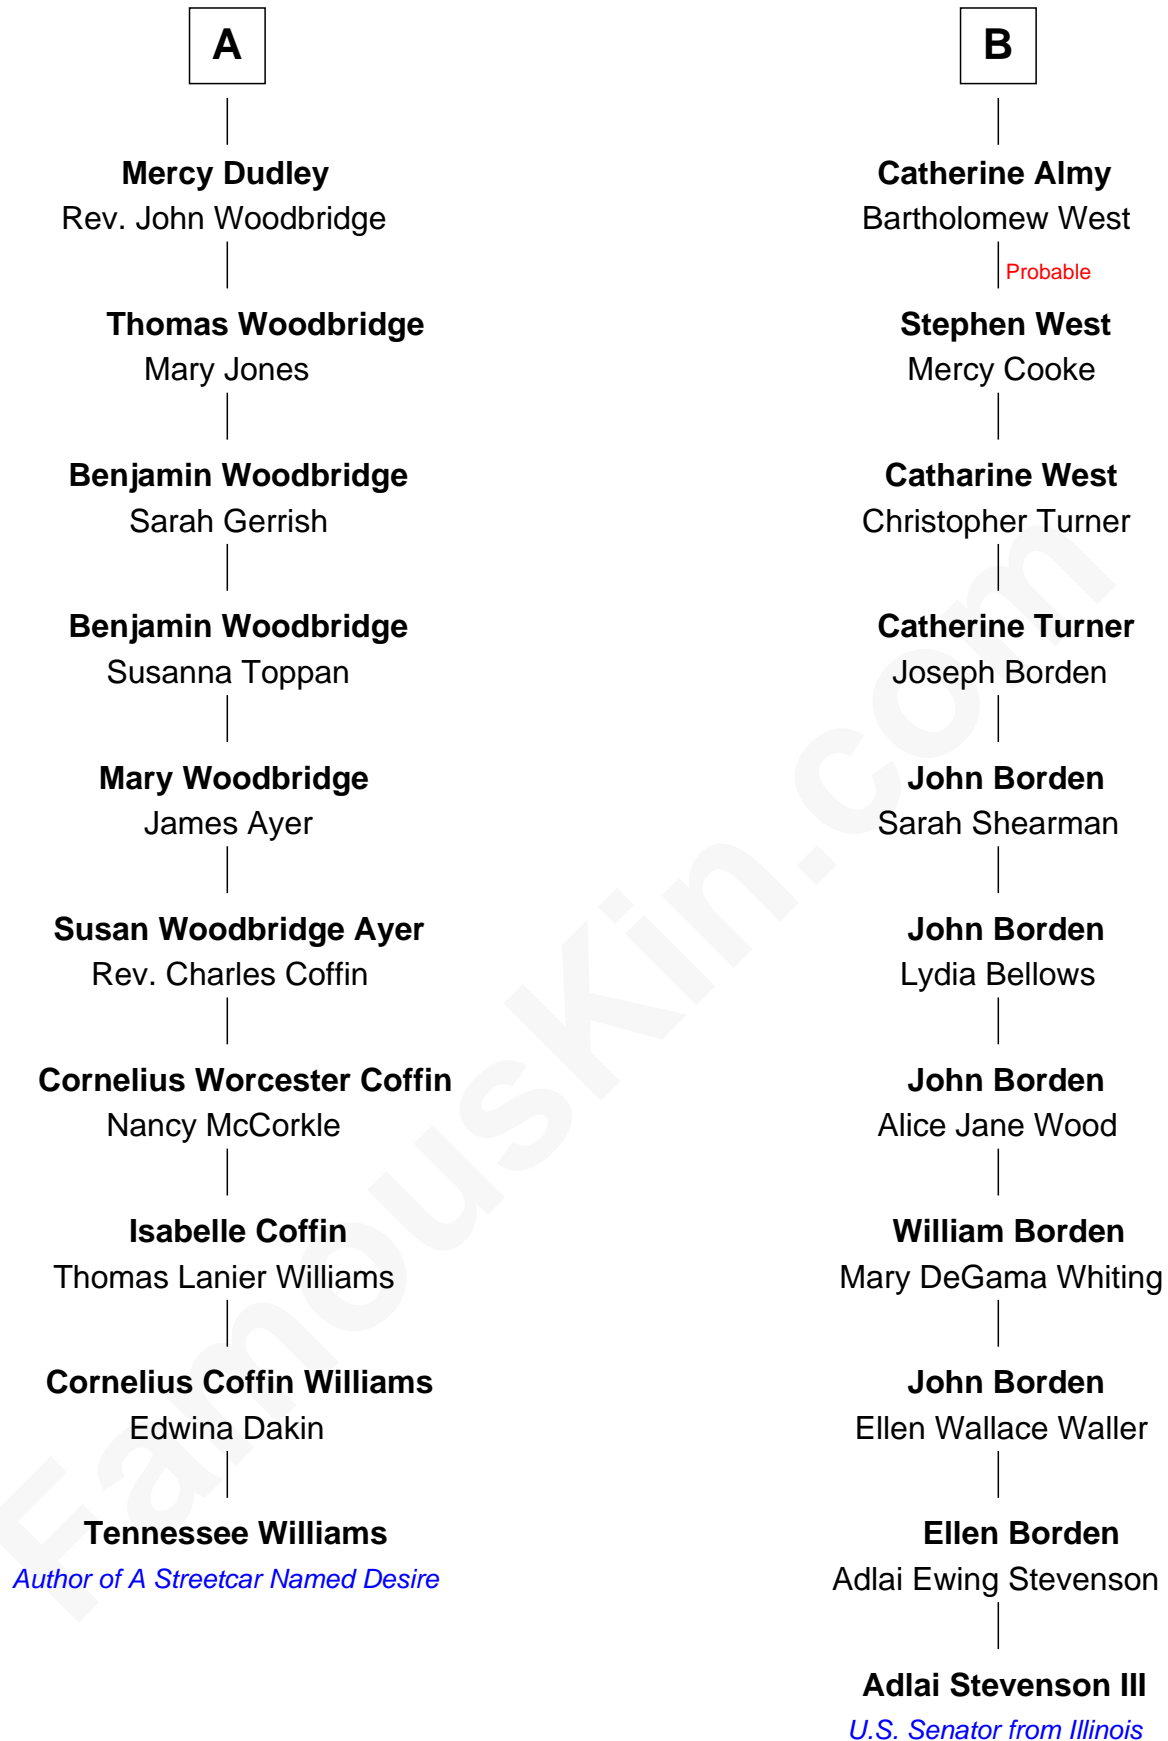 A
Mercy Dudley
Rev. John Woodbridge
Thomas Woodbridge
Mary Jones
Benjamin Woodbridge
Sarah Gerrish
Benjamin Woodbridge
Susanna Toppan
Mary Woodbridge
James Ayer
Susan Woodbridge Ayer
Rev. Charles Coffin
Cornelius Worcester Coffin
Nancy McCorkle
Isabelle Coffin
Thomas Lanier Williams
Cornelius Coffin Williams
Edwina Dakin
Tennessee Williams
Author of A Streetcar Named Desire
B
Catherine Almy
Bartholomew West
Probable
Stephen West
Mercy Cooke
Catharine West
Christopher Turner
Catherine Turner
Joseph Borden
John Borden
Sarah Shearman
John Borden
Lydia Bellows
John Borden
Alice Jane Wood
William Borden
Mary DeGama Whiting
John Borden
Ellen Wallace Waller
Ellen Borden
Adlai Ewing Stevenson
Adlai Stevenson III
U.S. Senator from Illinois
FamousKin.com